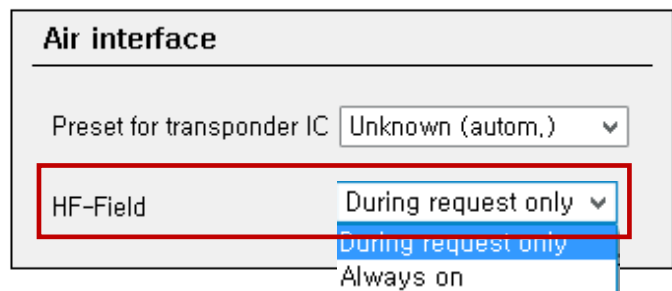 Air interface
Preset for transponder IC Unknown (autom,)
HF-Field During request only
During request only
Always on